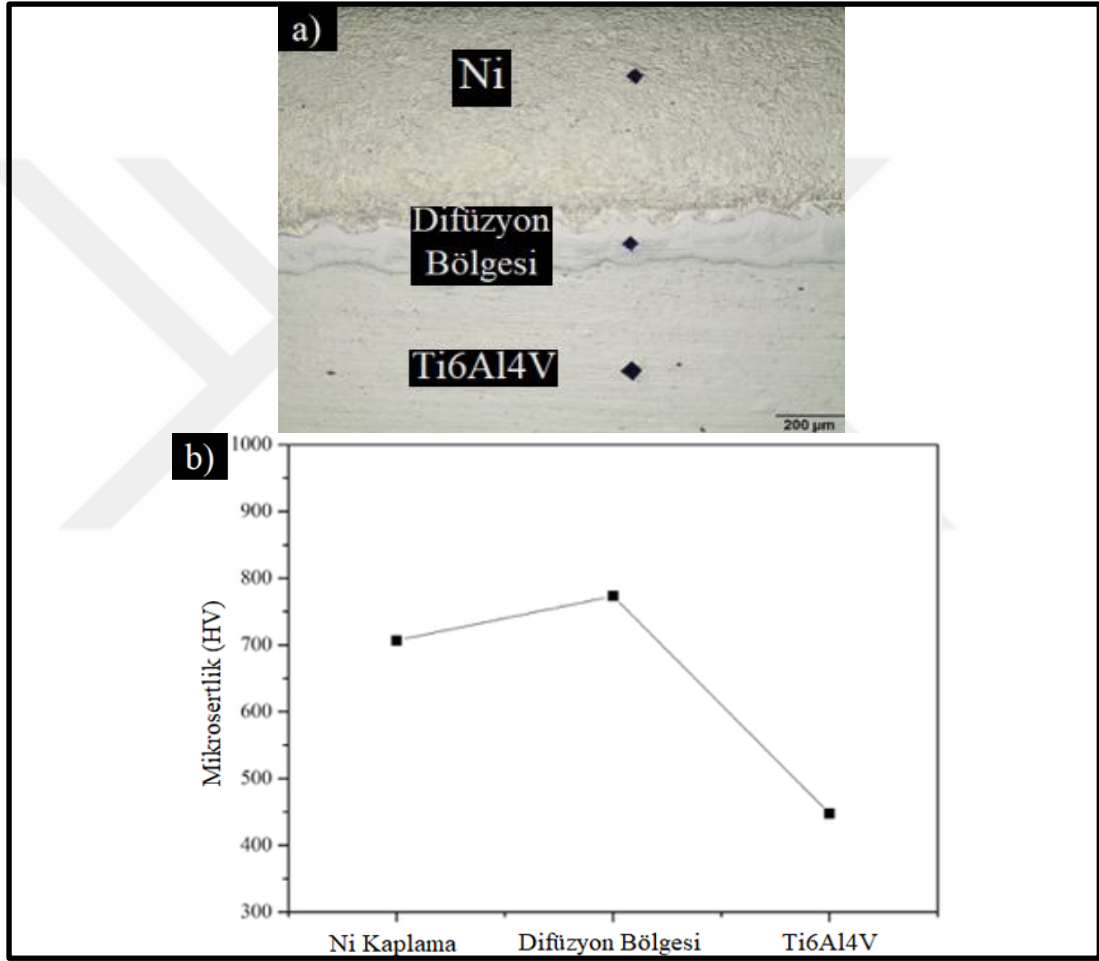 a)
Ni
Difüzyon
Bölgesi
Ti6Al4V
200 µm
b)
1000
900
800
700
600
500
400
300
Mikrosertlik (HV)
Ni Kaplama
Difüzyon Bölgesi
Ti6Al4V